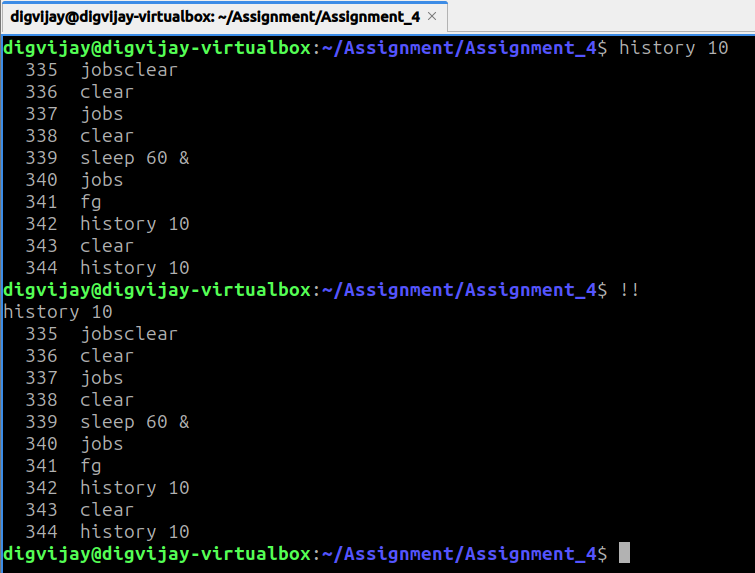 digvijay@digvijay-virtualbox: ~/Assignment/Assignment_4 ×
digvijay@digvijay-virtualbox:~/Assignment/Assignment_4$ history 10
335 jobsclear
336 clear
337 jobs
338 clear
339 sleep 60 &
340 jobs
341 fg
342 history 10
343 clear
344 history 10
digvijay@digvijay-virtualbox:~/Assignment/Assignment_4$ !!
history 10
335 jobsclear
336 clear
337 jobs
338 clear
339 sleep 60 &
340 jobs
341 fg
342 history 10
343 clear
344 history 10
digvijay@digvijay-virtualbox:~/Assignment/Assignment_4$